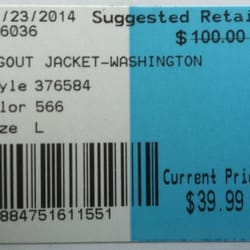 /23/2014 Suggested Retai
6036 $100.00
GOUT JACKET-WASHINGTON
yle 376584
lor 566
ze L
Current Pric
$39.99
884751611551